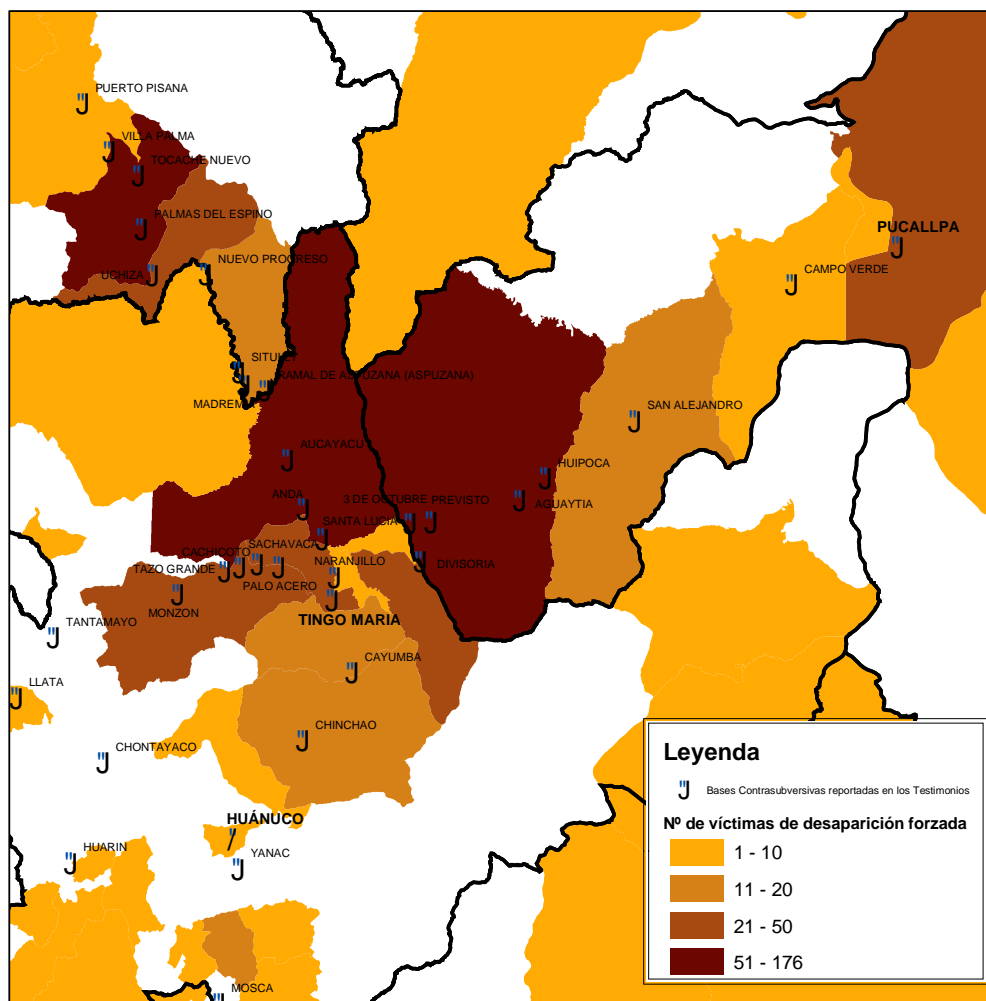 PUERTO PISANA
VILLA PALMA
TOCACHE NUEVO
PALMAS DEL ESPINO
PUCALLPA
NUEVO PROGRESO
UCHIZA
CAMPO VERDE
RAMAL DE ASPUZANA (ASPUZANA)
SAN ALEJANDRO
AUCAYACU
HUIPOCA
ANDA
3 DE OCTUBRE
PREVISTO
AGUAYTIA
SANTA LUCIA
SACHAVACA
CACHICOTO
NARANJILLO
DIVISORIA
TAZO GRANDE
PALO ACERO
MONZON
TINGO MARIA
TANTAMAYO
CAYUMBA
LLATA
CHINCHAO
CHONTAYACO
HUÁNUCO
HUARIN
YANAC
MOSCA
Leyenda
Bases Contrasubversivas reportadas en los Testimonios
Nº de víctimas de desaparición forzada
1 - 10
11 - 20
21 - 50
51 - 176